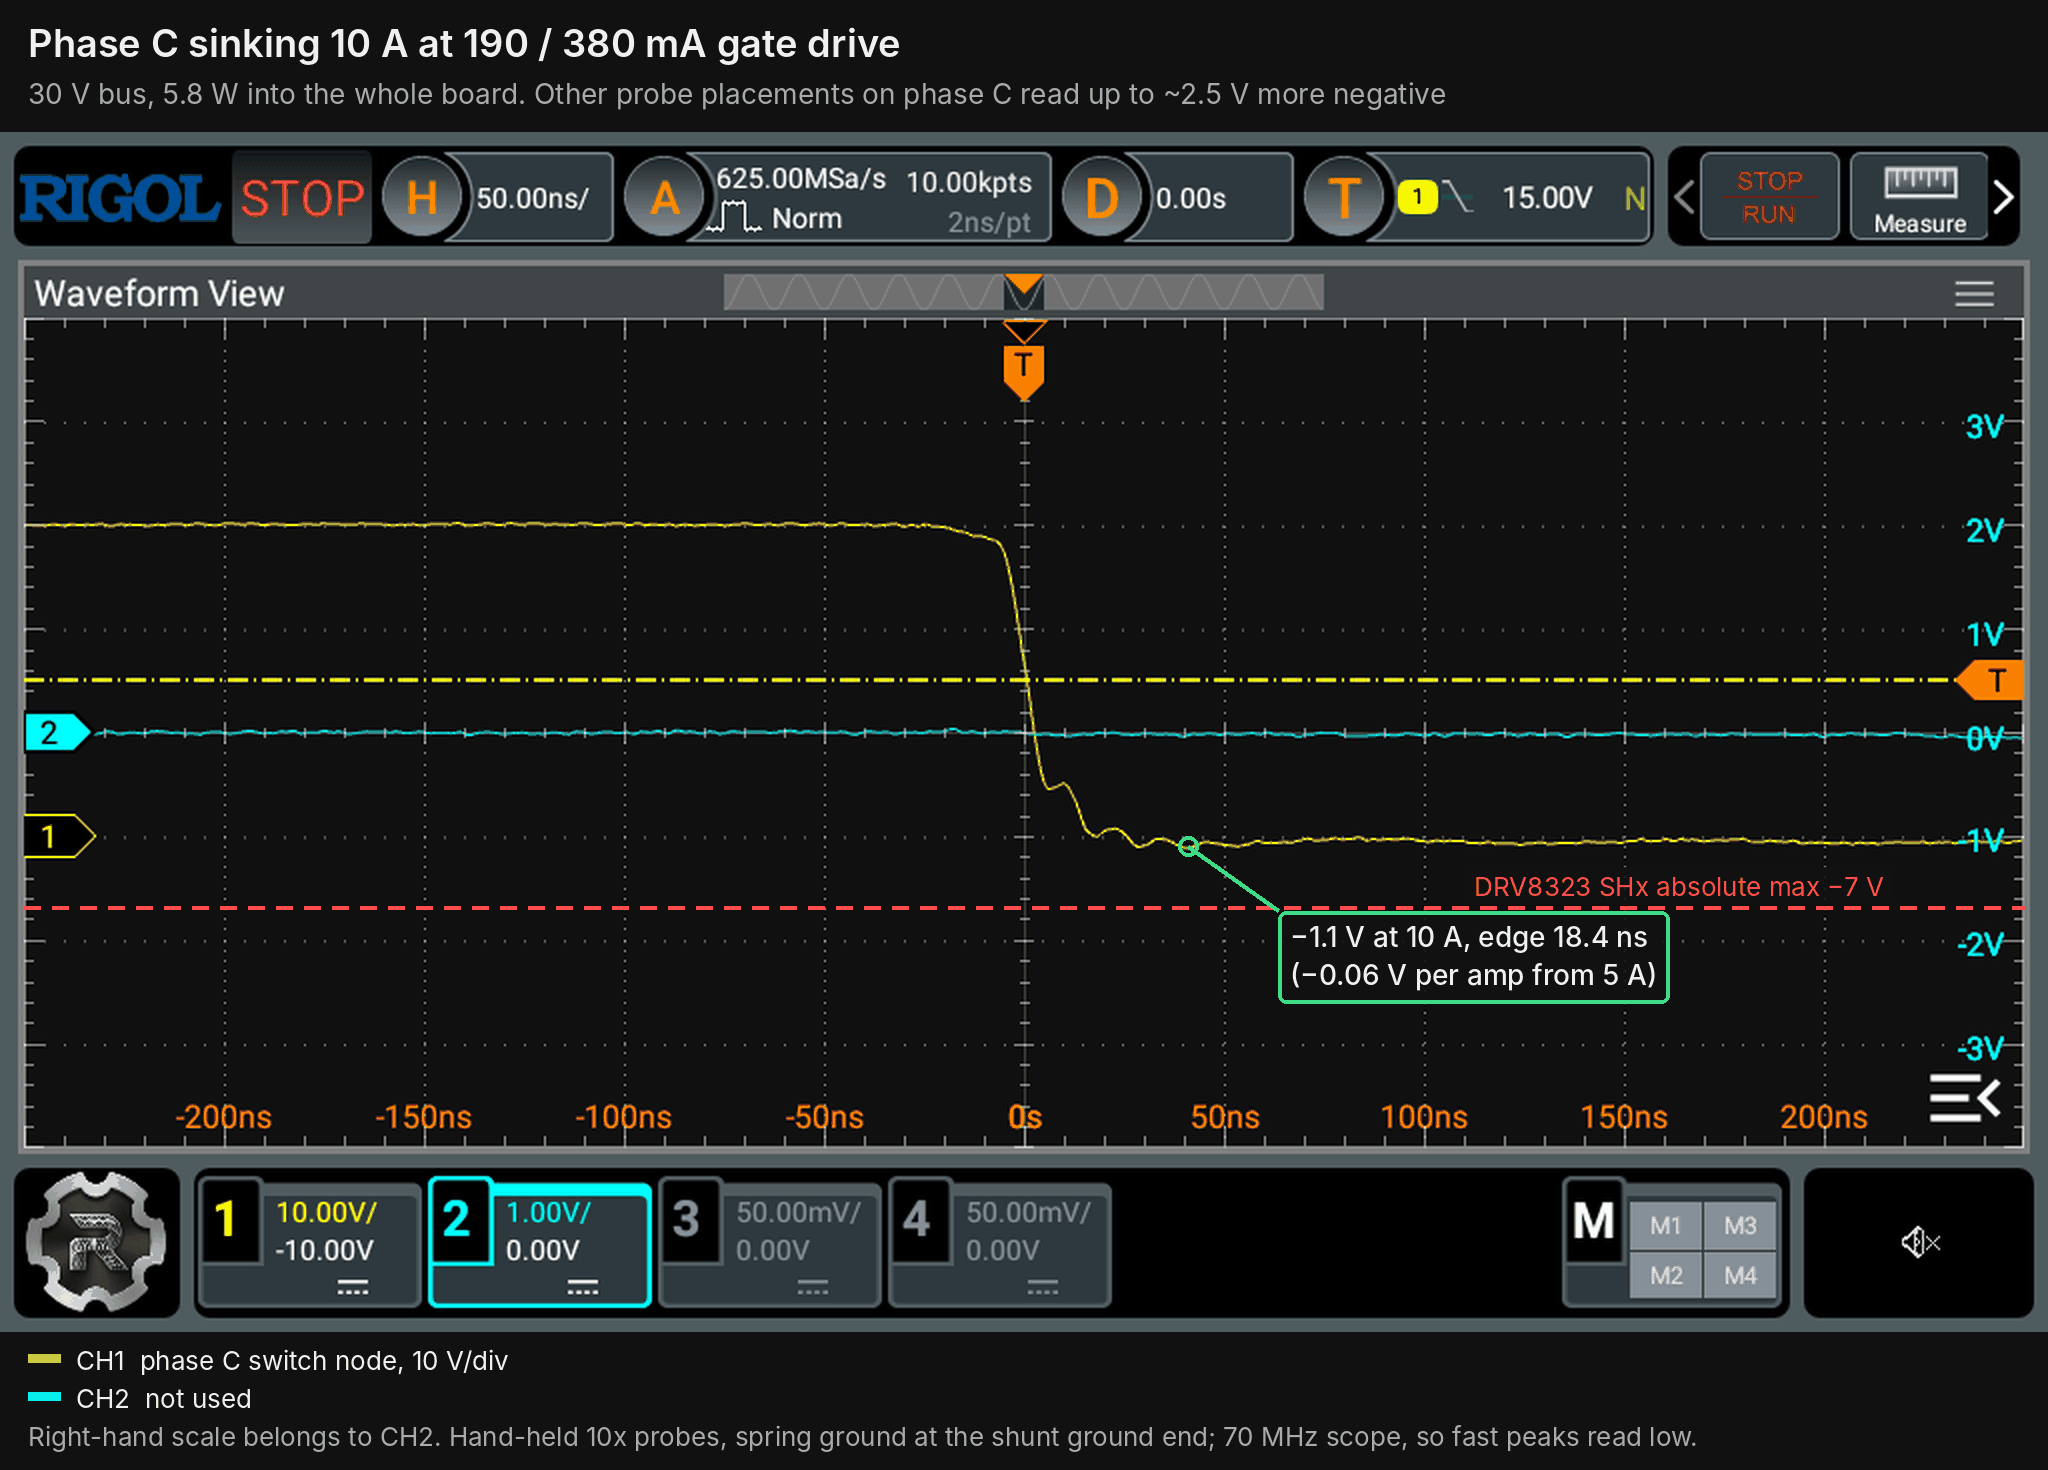 Phase C sinking 10 A at 190 / 380 mA gate drive
30 V bus, 5.8 W into the whole board. Other probe placements on phase C read up to ~2.5 V more negative
RIGOL STOP H 50.00ns/ A 625.00MSa/s 10.00kpts D 0.00s T 1 15.00V N STOP Measure
Norm 2ns/pt RUN
Waveform View
T
3V
2V
1V
T
2 0V
1 -1V
DRV8323 SHx absolute max −7 V
−1.1 V at 10 A, edge 18.4 ns
(−0.06 V per amp from 5 A)
-2V
-3V
-200ns -150ns -100ns -50ns 0s 50ns 100ns 150ns 200ns
R 1 10.00V/ 2 1.00V/ 3 50.00mV/ 4 50.00mV/ M M1 M3
-10.00V 0.00V 0.00V 0.00V M2 M4
CH1 phase C switch node, 10 V/div
CH2 not used
Right-hand scale belongs to CH2. Hand-held 10x probes, spring ground at the shunt ground end; 70 MHz scope, so fast peaks read low.